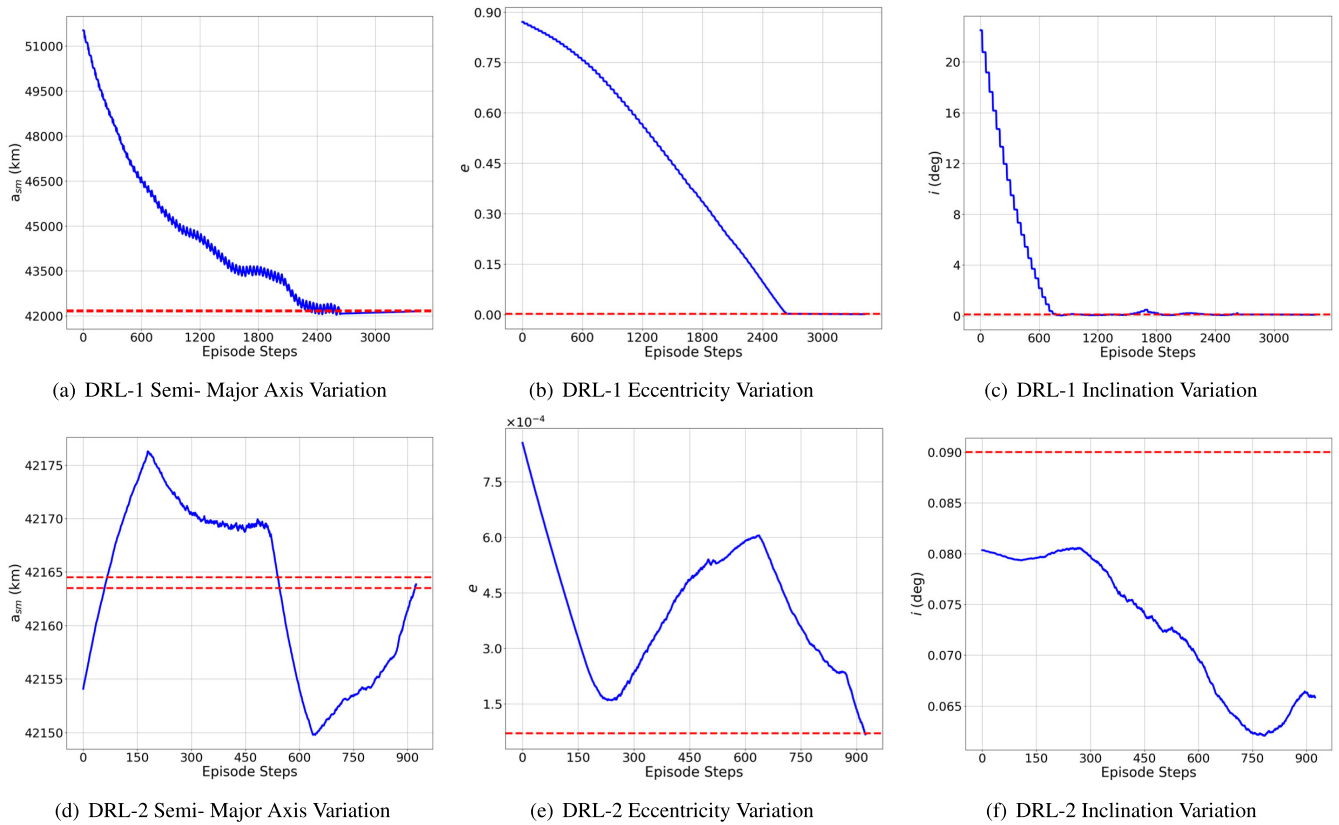 51000
49500
48000
46500
45000
43500
42000
a_sm (km)
0 600 1200 1800 2400 3000
Episode Steps
(a) DRL-1 Semi- Major Axis Variation
0.90
0.75
0.60
0.45
0.30
0.15
0.00
e
0 600 1200 1800 2400 3000
Episode Steps
(b) DRL-1 Eccentricity Variation
20
16
12
8
4
0
i (deg)
0 600 1200 1800 2400 3000
Episode Steps
(c) DRL-1 Inclination Variation
42175
42170
42165
42160
42155
42150
a_sm (km)
0 150 300 450 600 750 900
Episode Steps
(d) DRL-2 Semi- Major Axis Variation
×10⁻⁴
7.5
6.0
4.5
3.0
1.5
e
0 150 300 450 600 750 900
Episode Steps
(e) DRL-2 Eccentricity Variation
0.090
0.085
0.080
0.075
0.070
0.065
i (deg)
0 150 300 450 600 750 900
Episode Steps
(f) DRL-2 Inclination Variation